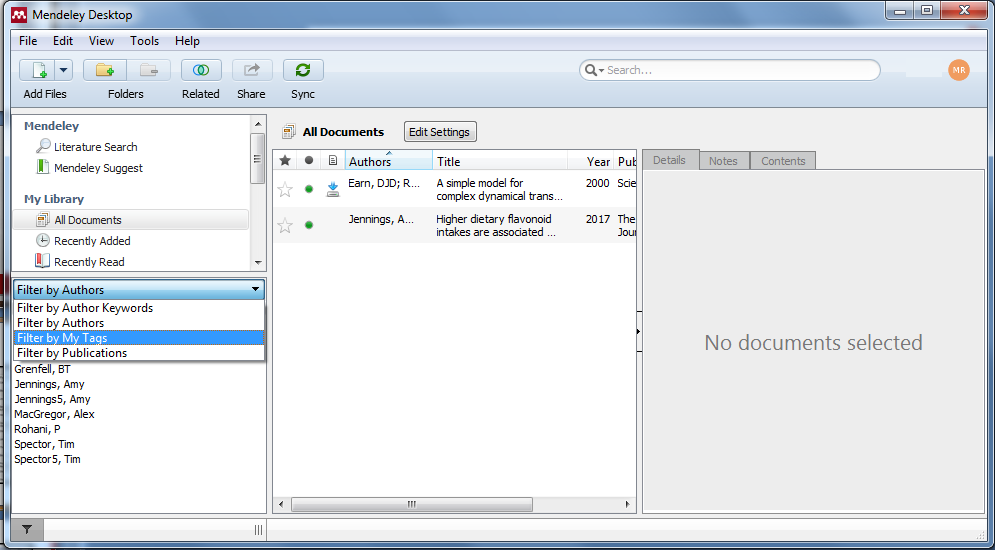 Mendeley Desktop
File Edit View Tools Help
Search...
MR
Add Files Folders Related Share Sync
Mendeley
Literature Search
Mendeley Suggest
My Library
All Documents
Recently Added
Recently Read
Filter by Authors
Filter by Author Keywords
Filter by Authors
Filter by My Tags
Filter by Publications
Grenfell, BT
Jennings, Amy
Jennings5, Amy
MacGregor, Alex
Rohani, P
Spector, Tim
Spector5, Tim
All Documents Edit Settings
Authors Title Year Pub
Earn, DJD; R... A simple model for 2000 Scie
complex dynamical trans...
Jennings, A... Higher dietary flavonoid 2017 The
intakes are associated ... Jour
Details Notes Contents
No documents selected